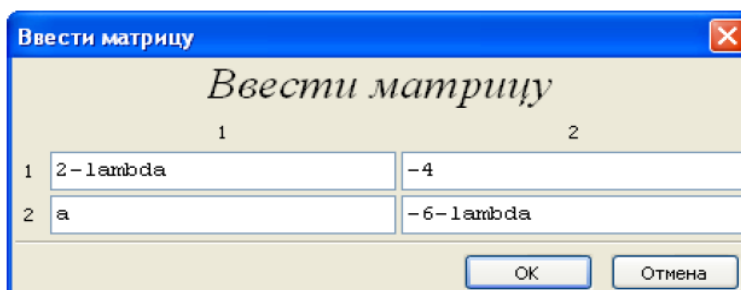 Ввести матрицу
Ввести матрицу
1 2
1 2-lambda -4
2 a -6-lambda
OK Отмена